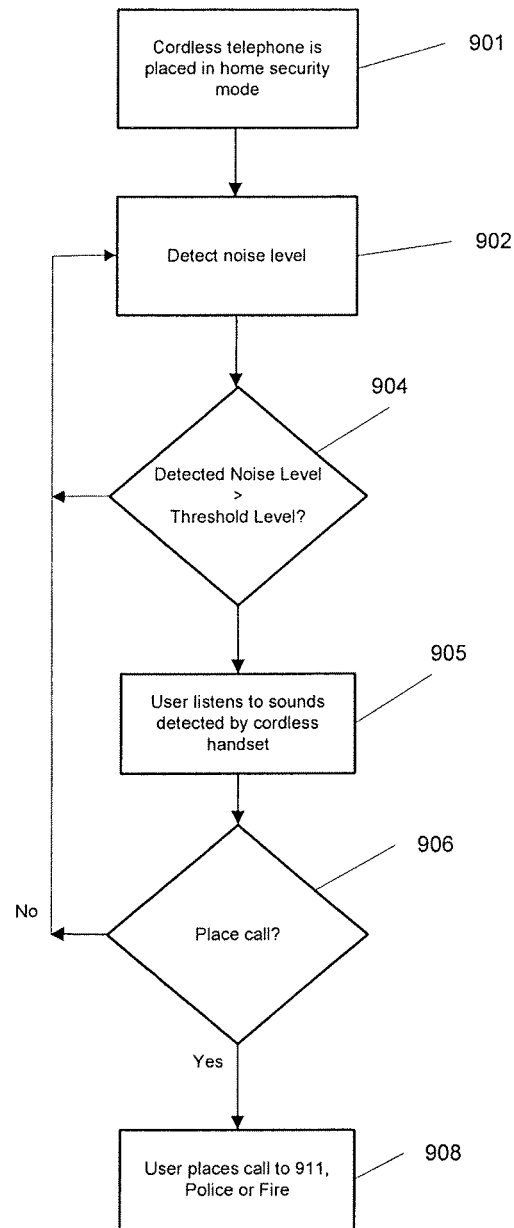 Cordless telephone is
placed in home security
mode
901
Detect noise level
902
904
Detected Noise Level
>
Threshold Level?
905
User listens to sounds
detected by cordless
handset
906
Place call?
No
Yes
User places call to 911,
Police or Fire
908